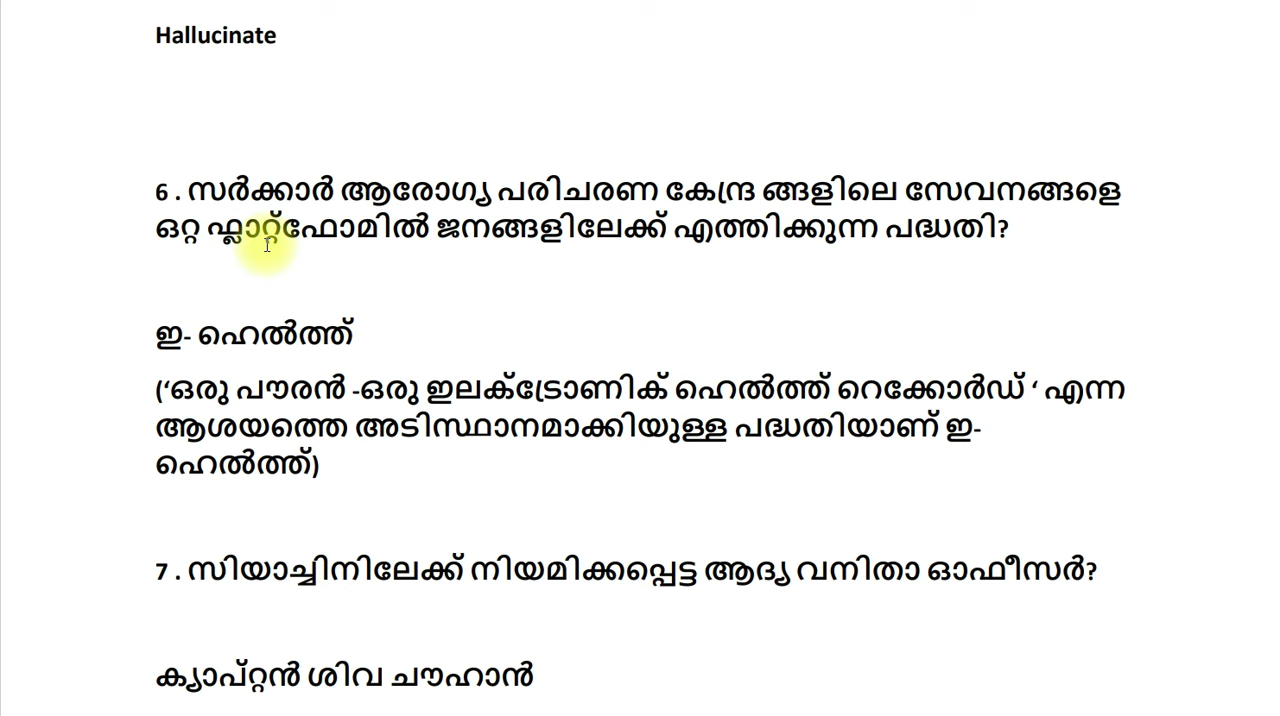 Hallucinate
6 . സർക്കാർ ആരോഗ്യ പരിചരണ കേന്ദ്ര ങ്ങളിലെ സേവനങ്ങളെ
ഒറ്റ ഫ്ലാറ്റ്ഫോമിൽ ജനങ്ങളിലേക്ക് എത്തിക്കുന്ന പദ്ധതി?
ഇ- ഹെൽത്ത്
(‘ഒരു പൗരൻ -ഒരു ഇലക്ട്രോണിക് ഹെൽത്ത് റെക്കോർഡ് ‘ എന്ന
ആശയത്തെ അടിസ്ഥാനമാക്കിയുള്ള പദ്ധതിയാണ് ഇ-
ഹെൽത്ത്)
7 . സിയാച്ചിനിലേക്ക് നിയമിക്കപ്പെട്ട ആദ്യ വനിതാ ഓഫീസർ?
ക്യാപ്റ്റൻ ശിവ ചൗഹാൻ